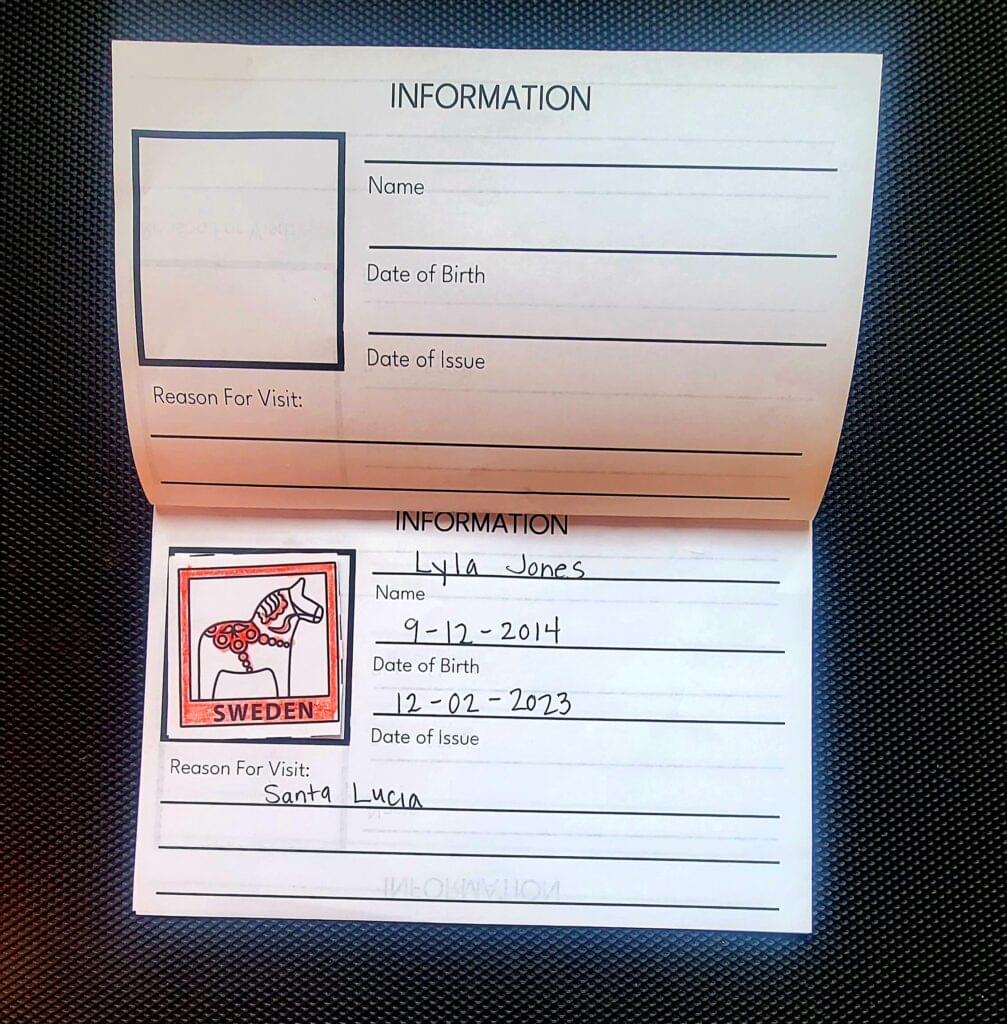 INFORMATION
Name
Date of Birth
Date of Issue
Reason For Visit:
INFORMATION
Lyla Jones
Name
9-12-2014
Date of Birth
12-02-2023
Date of Issue
SWEDEN
Reason For Visit:
Santa Lucia